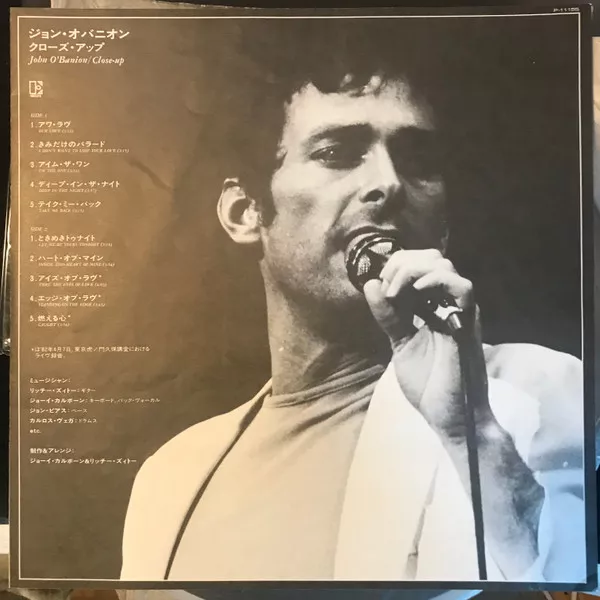 ジョン・オバニオン
クローズ・アップ
John O'Banion/Close-up
SIDE 1
1.アワ・ラヴ
2.きみだけのバラード
3.アイム・ザ・ワン
4.ディープ・イン・ザ・ナイト
5.テイク・ミー・バック
SIDE 2
1.ときめきトゥナイト
2.ハート・オブ・マイン
3.アイズ・オブ・ラヴ*
4.エッジ・オブ・ラヴ*
5.燃える心*
ミュージシャン:
リッチー・ズィトー:ギター
ジョーイ・カルボーン:キーボード、バック・ヴォーカル
ジョン・ピアス:ベース
カルロス・ヴェガ:ドラムス
etc.
制作&アレンジ:
ジョーイ・カルボーン&リッチー・ズィトー